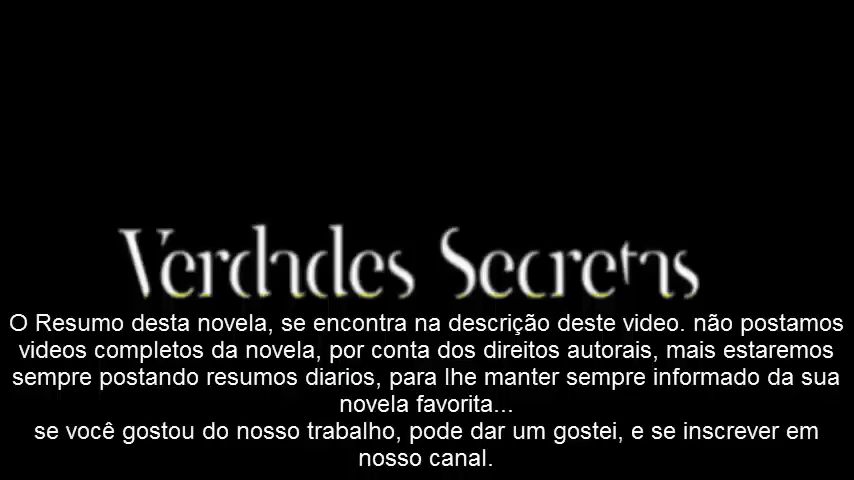 Verdades Secretas
O Resumo desta novela, se encontra na descrição deste video. não postamos
videos completos da novela, por conta dos direitos autorais, mais estaremos
sempre postando resumos diarios, para lhe manter sempre informado da sua
novela favorita...
se você gostou do nosso trabalho, pode dar um gostei, e se inscrever em
nosso canal.